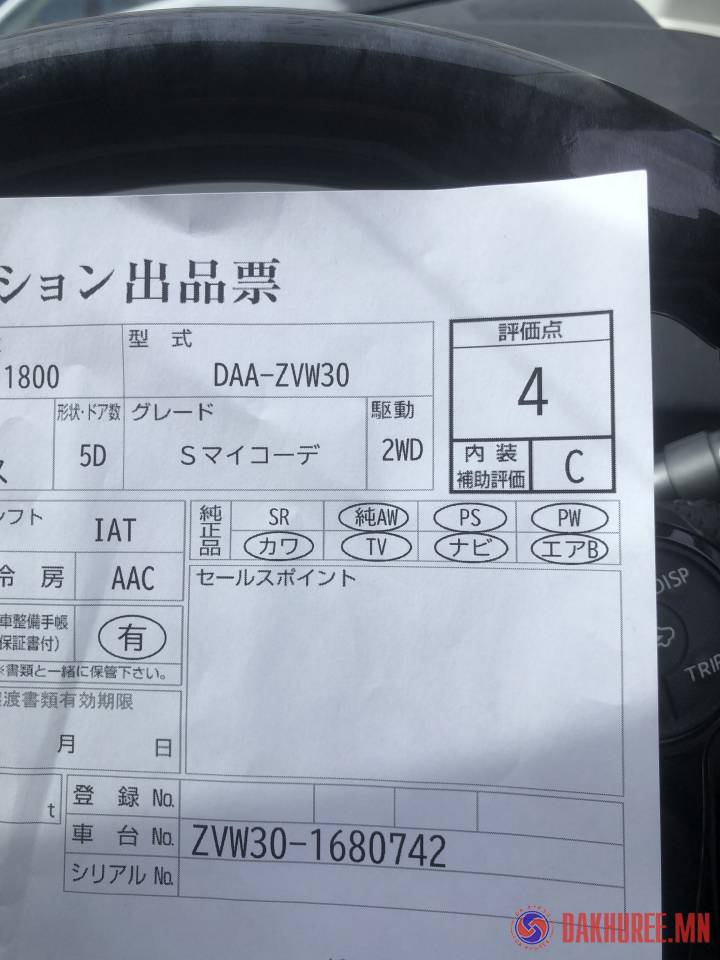 ション出品票
型 式
評価点
1800
DAA-ZVW30
4
形状・ドア数
グレード
駆動
5D
Sマイコーデ
2WD
内 装
補助評価
C
ス
シフト
IAT
純正品
SR
純AW
PS
PW
カワ
TV
ナビ
エアB
冷 房
AAC
セールスポイント
車整備手帳
保証書付)
有
※書類と一緒に保管下さい。
渡書類有効期限
月
日
t
登 録 No.
車 台 No.
ZVW30-1680742
シリアル No.
DISP
TRIP
DAKHUREE.MN